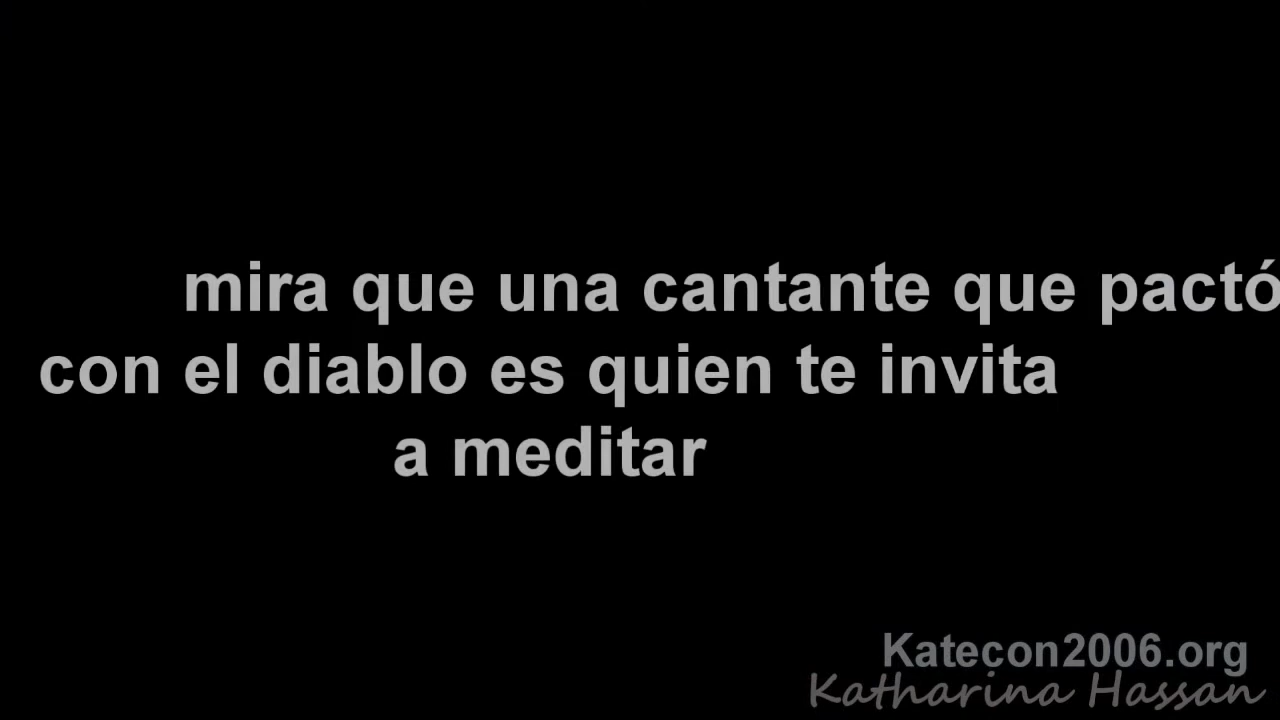 mira que una cantante que pactó
con el diablo es quien te invita
a meditar
Katecon2006.org
Katharina Hassan